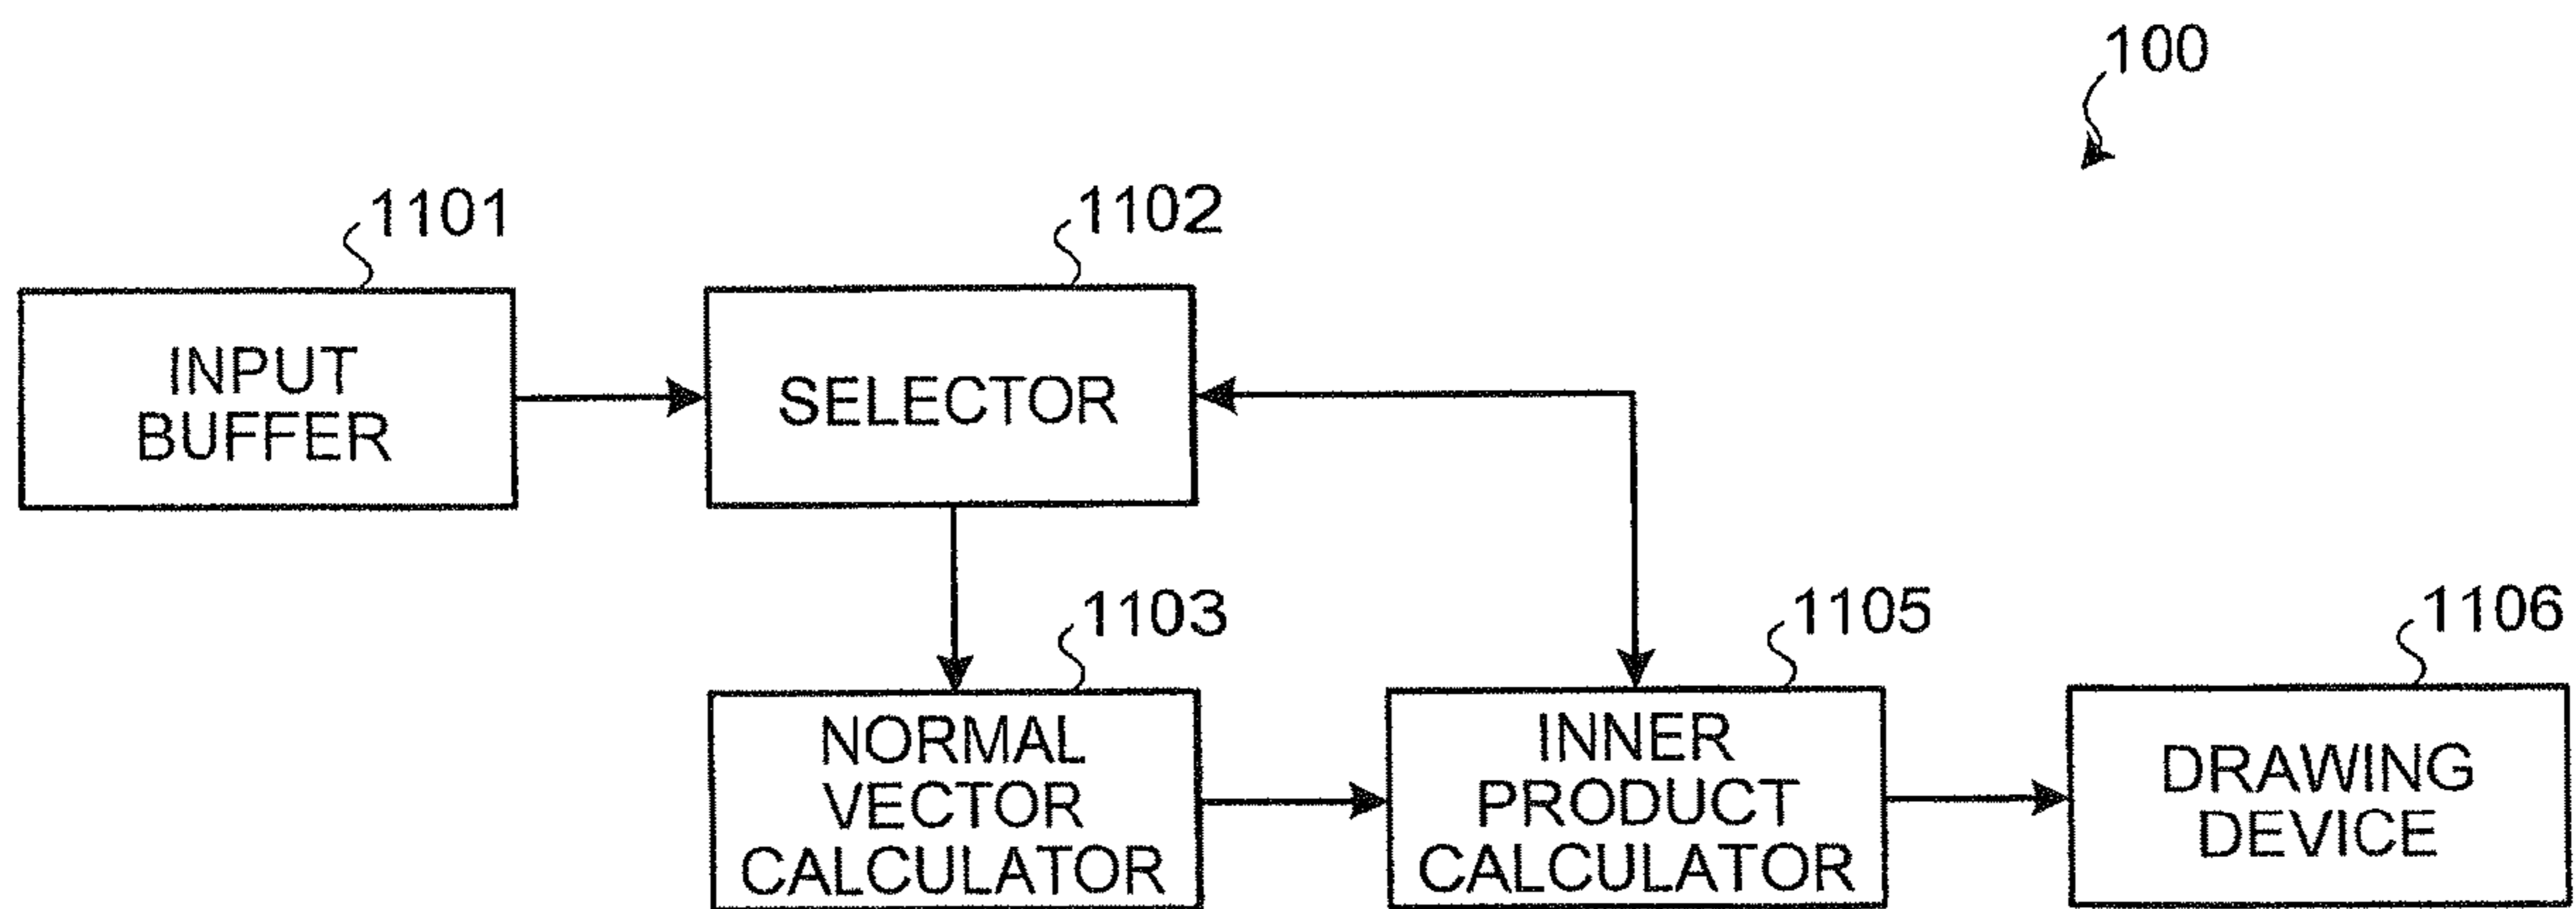 100
1101
1102
INPUT
BUFFER
SELECTOR
1103
1105
1106
NORMAL
VECTOR
CALCULATOR
INNER
PRODUCT
CALCULATOR
DRAWING
DEVICE